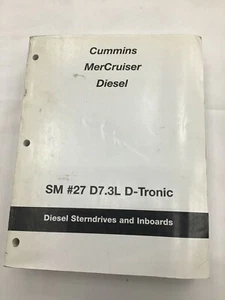 Cummins
MerCruiser
Diesel
SM #27 D7.3L D-Tronic
Diesel Sterndrives and Inboards